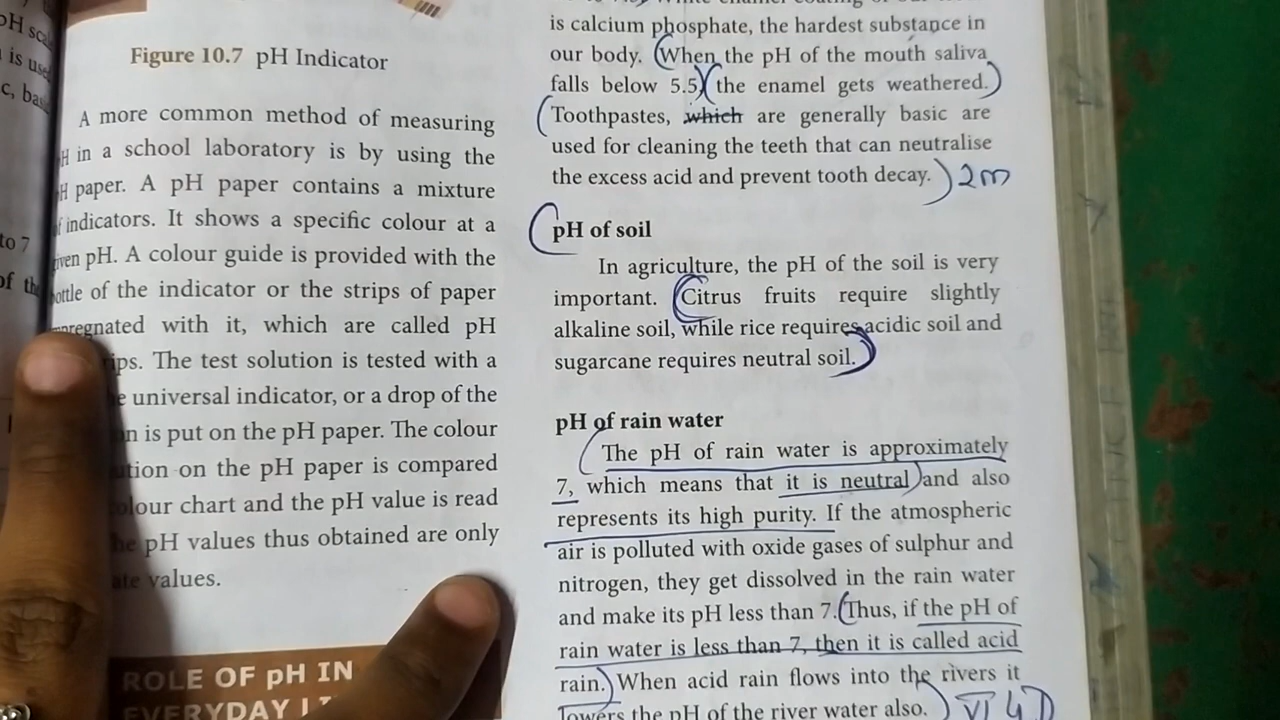 pH
is
c, bas
to 7
of th
Figure 10.7 pH Indicator
A more common method of measuring
H in a school laboratory is by using the
H paper. A pH paper contains a mixture
indicators. It shows a specific colour at a
ven pH. A colour guide is provided with the
ottle of the indicator or the strips of paper
pregnated with it, which are called pH
ips. The test solution is tested with a
e universal indicator, or a drop of the
n is put on the pH paper. The colour
ution on the pH paper is compared
olour chart and the pH value is read
he pH values thus obtained are only
ate values.
ROLE OF pH IN
EVERYDAY
is calcium phosphate, the hardest substance in
our body. (When the pH of the mouth saliva
falls below 5.5)(the enamel gets weathered.)
(Toothpastes, which are generally basic are
used for cleaning the teeth that can neutralise
the excess acid and prevent tooth decay.) 2m
(pH of soil
In agriculture, the pH of the soil is very
important. (Citrus fruits require slightly
alkaline soil, while rice requires acidic soil and
sugarcane requires neutral soil.)
pH of rain water
(The pH of rain water is approximately
7, which means that it is neutral) and also
represents its high purity. If the atmospheric
air is polluted with oxide gases of sulphur and
nitrogen, they get dissolved in the rain water
and make its pH less than 7. (Thus, if the pH of
rain water is less than 7, then it is called acid
rain.) When acid rain flows into the rivers it
lowers the pH of the river water also.)